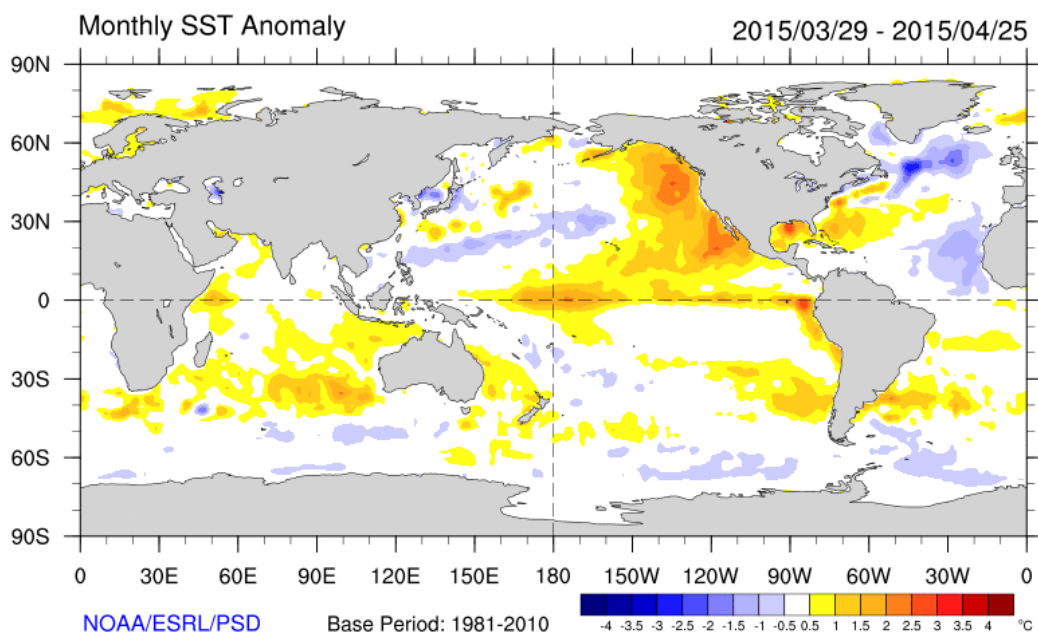 Monthly SST Anomaly 2015/03/29 - 2015/04/25
90N
60N
30N
0
30S
60S
90S
0 30E 60E 90E 120E 150E 180 150W 120W 90W 60W 30W 0
-4 -3.5 -3 -2.5 -2 -1.5 -1 -0.5 0.5 1 1.5 2 2.5 3 3.5 4 °C
NOAA/ESRL/PSD Base Period: 1981-2010